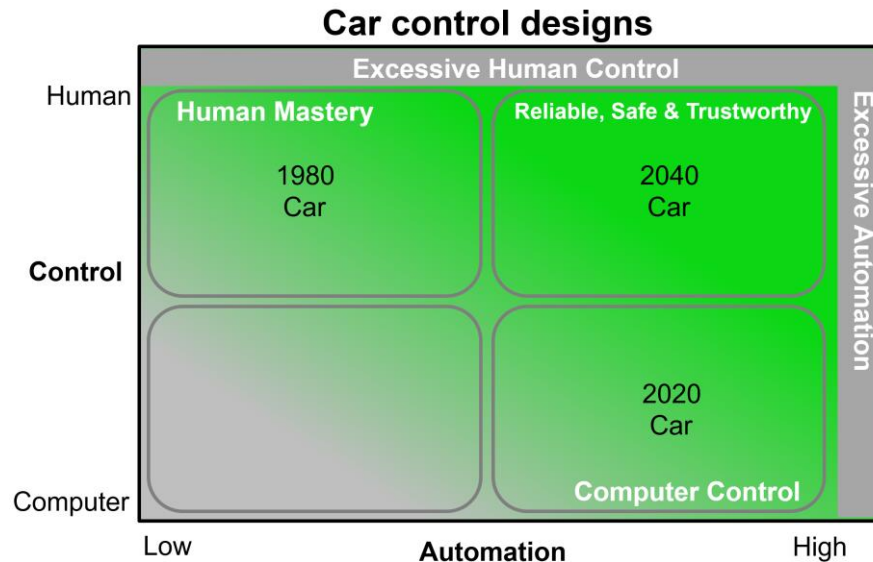 Car control designs
Excessive Human Control
Human
Human Mastery
Reliable, Safe & Trustworthy
Excessive Automation
1980
Car
2040
Car
Control
2020
Car
Computer Control
Computer
Low
Automation
High